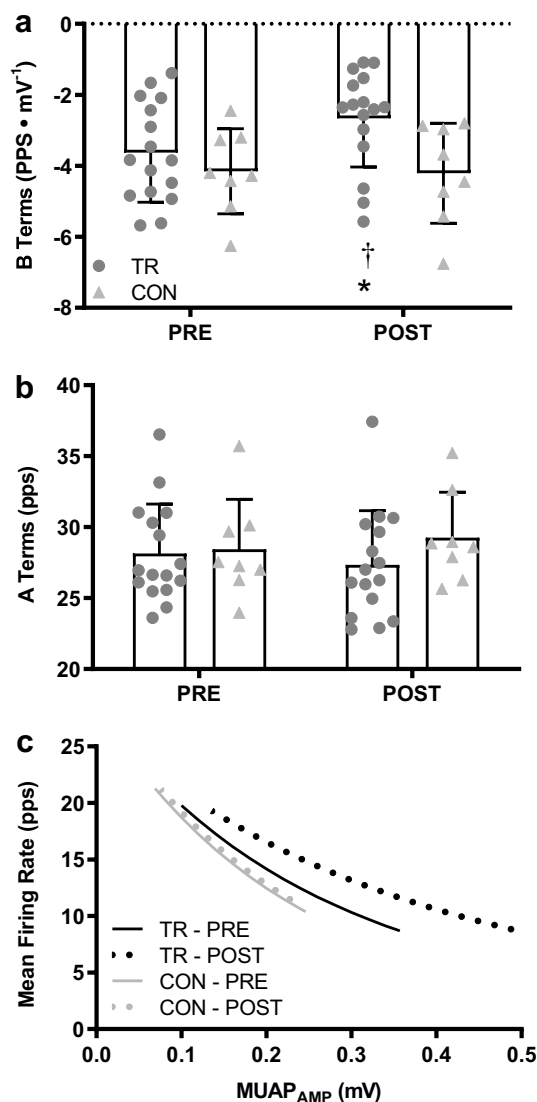 a
B Terms (PPS • mV⁻¹)
0
-2
-4
-6
-8
TR
CON
†
*
PRE
POST
b
A Terms (pps)
40
35
30
25
20
PRE
POST
c
Mean Firing Rate (pps)
25
20
15
10
5
0
TR - PRE
TR - POST
CON - PRE
CON - POST
0.0 0.1 0.2 0.3 0.4 0.5
MUAP_AMP (mV)